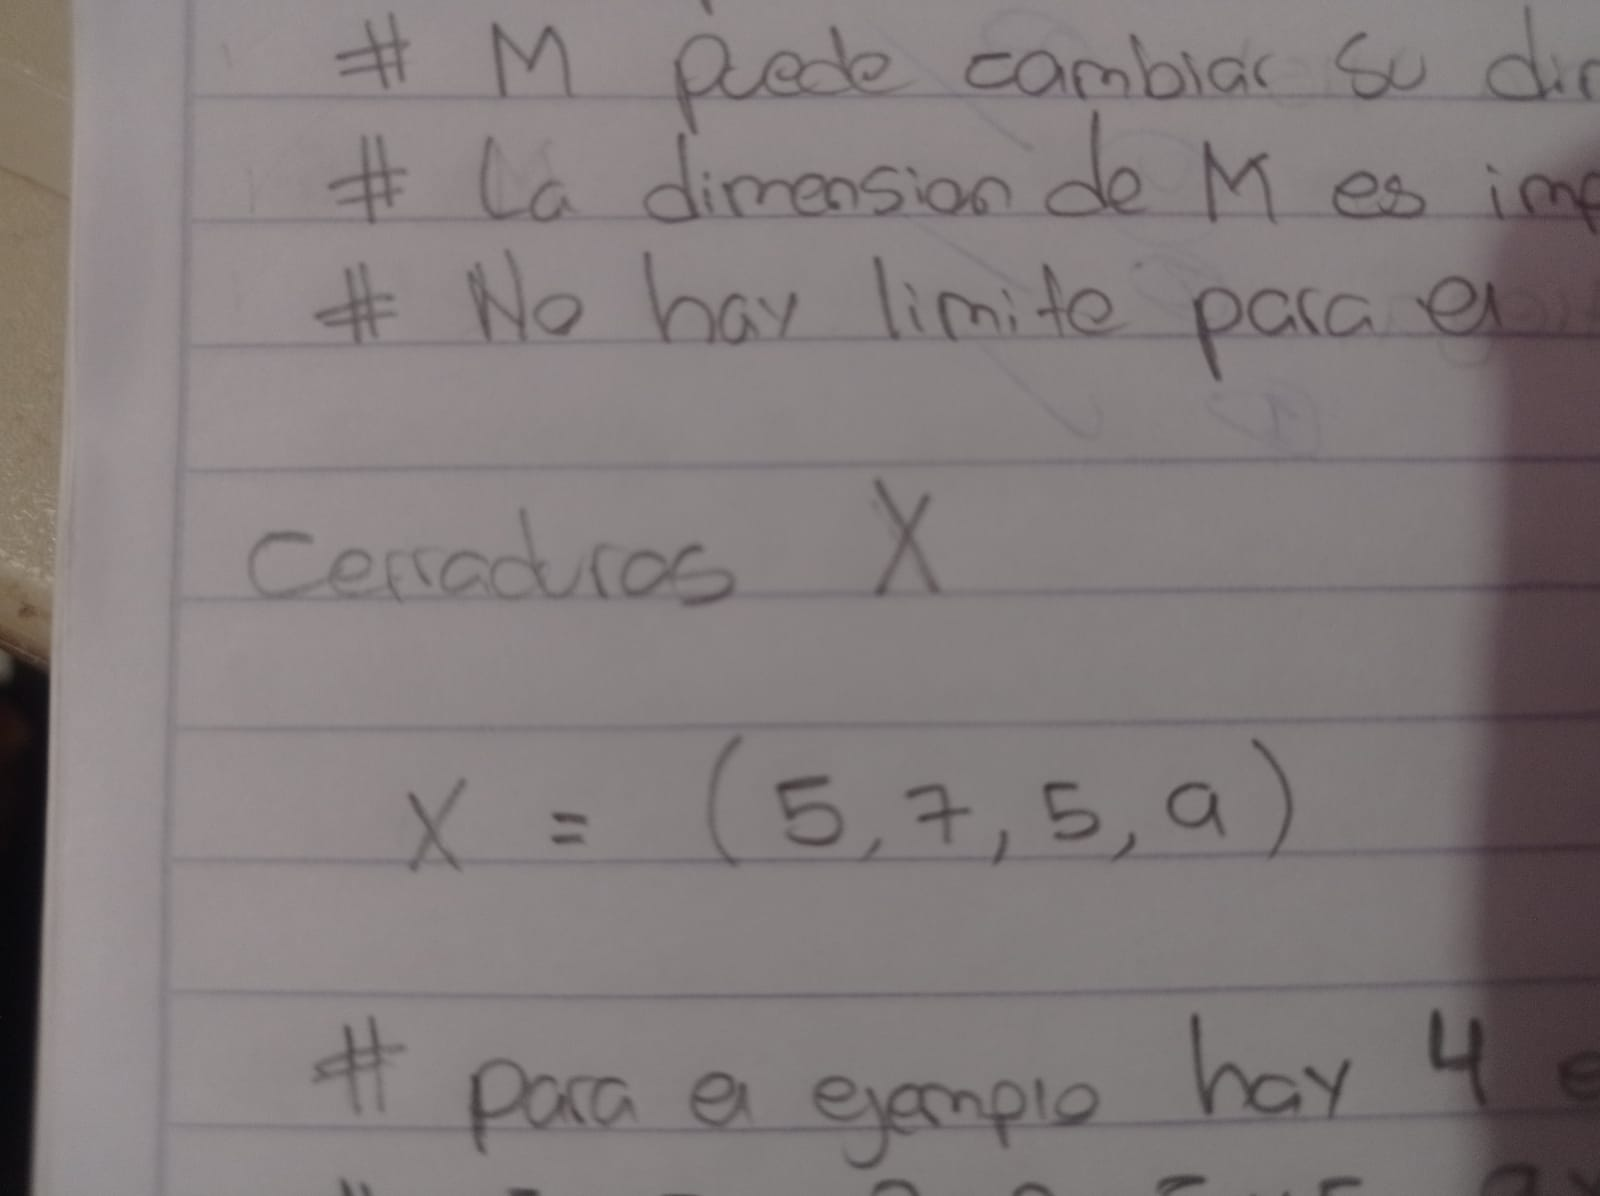 # M puede cambiar su
# La dimension de M es
# No hay limite para el
Cerraduras X
X = (5, 7, 5, 9)
# para el ejemplo hay 4